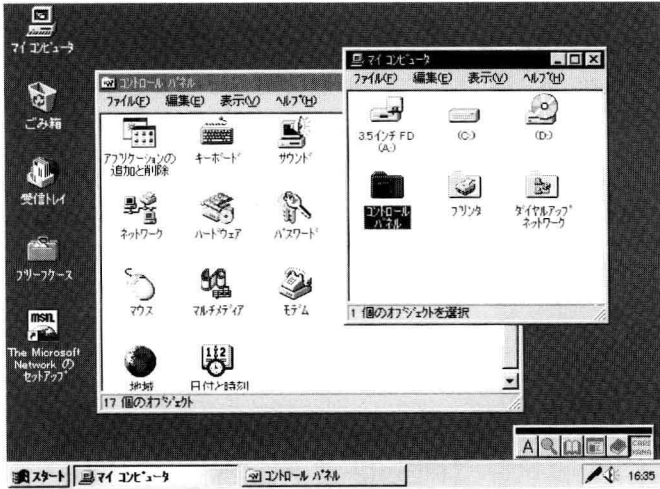 マイ コンピュータ
ごみ箱
受信トレイ
ブリーフケース
msn.
The Microsoft
Network の
セットアップ
コントロール パネル
ファイル(F) 編集(E) 表示(V) ヘルプ(H)
アプリケーションの
追加と削除
キーボード
サウンド
ネットワーク
ハードウェア
パスワード
マウス
マルチメディア
モデム
地域
日付と時刻
17 個のオブジェクト
マイ コンピュータ
ファイル(F) 編集(E) 表示(V) ヘルプ(H)
3.5インチ FD
(A:)
(C:)
(D:)
コントロール
パネル
プリンタ
ダイヤルアップ
ネットワーク
1 個のオブジェクトを選択
A
CAPS
KANA
スタート
マイ コンピュータ
コントロール パネル
16:35